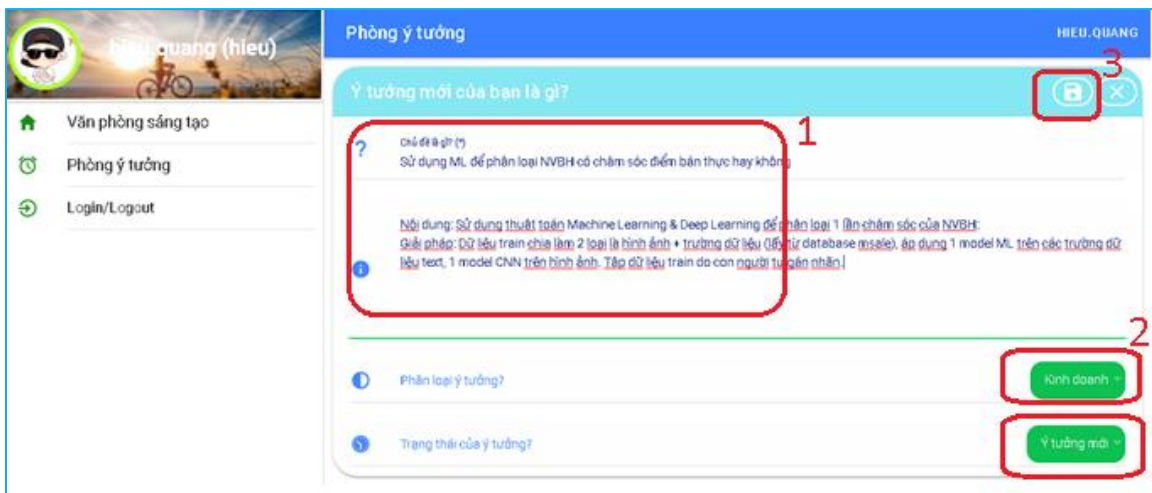 hieu.quang (hieu)
Văn phòng sáng tạo
Phòng ý tưởng
Login/Logout
Phòng ý tưởng
HIEU.QUANG
3
Ý tưởng mới của bạn là gì?
1
Chủ đề là gì? (*)
Sử dụng ML để phân loại NVBH có chăm sóc điểm bán thực hay không
Nội dung: Sử dụng thuật toán Machine Learning & Deep Learning để phân loại 1 lần chăm sóc của NVBH:
Giải pháp: Dữ liệu train chia làm 2 loại là hình ảnh + trường dữ liệu (lấy từ database msale), áp dụng 1 model ML trên các trường dữ
liệu text, 1 model CNN trên hình ảnh. Tập dữ liệu train do con người tự gán nhãn.
2
Phân loại ý tưởng?
Kinh doanh
Trạng thái của ý tưởng?
Ý tưởng mới